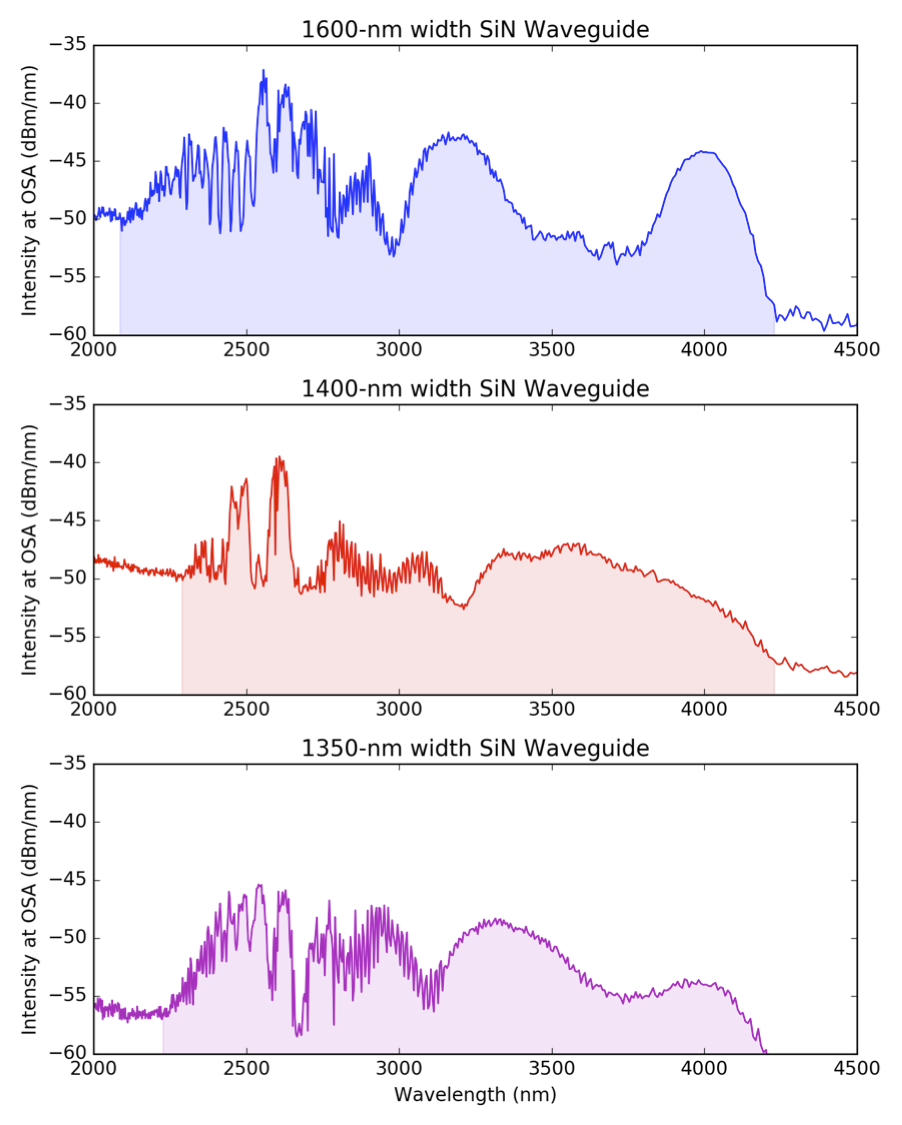 1600-nm width SiN Waveguide
Intensity at OSA (dBm/nm)
−35
−40
−45
−50
−55
−60
2000 2500 3000 3500 4000 4500
1400-nm width SiN Waveguide
Intensity at OSA (dBm/nm)
−35
−40
−45
−50
−55
−60
2000 2500 3000 3500 4000 4500
1350-nm width SiN Waveguide
Intensity at OSA (dBm/nm)
−35
−40
−45
−50
−55
−60
2000 2500 3000 3500 4000 4500
Wavelength (nm)